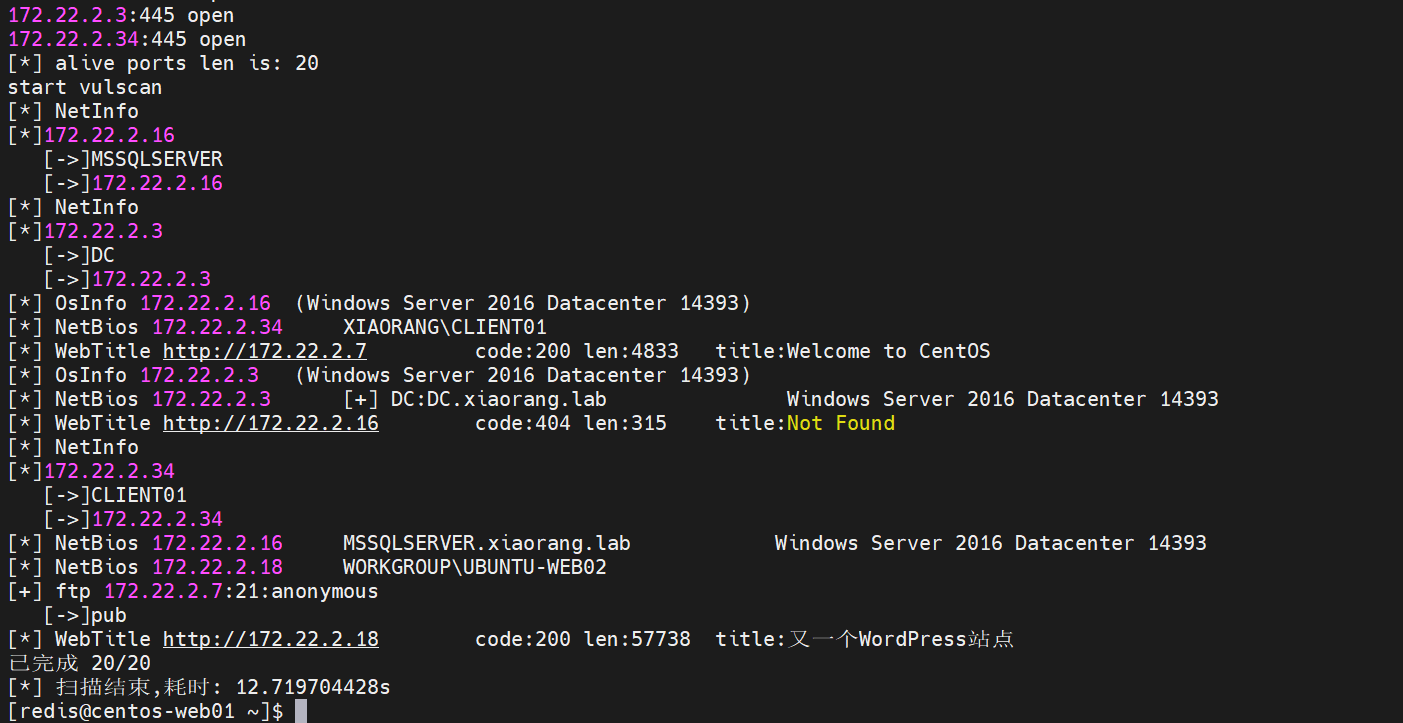 172.22.2.3:445 open
172.22.2.34:445 open
[*] alive ports len is: 20
start vulscan
[*] NetInfo
[*]172.22.2.16
   [->]MSSQLSERVER
   [->]172.22.2.16
[*] NetInfo
[*]172.22.2.3
   [->]DC
   [->]172.22.2.3
[*] OsInfo 172.22.2.16  (Windows Server 2016 Datacenter 14393)
[*] NetBios 172.22.2.34     XIAORANG\CLIENT01
[*] WebTitle http://172.22.2.7         code:200 len:4833   title:Welcome to CentOS
[*] OsInfo 172.22.2.3   (Windows Server 2016 Datacenter 14393)
[*] NetBios 172.22.2.3      [+] DC:DC.xiaorang.lab               Windows Server 2016 Datacenter 14393
[*] WebTitle http://172.22.2.16        code:404 len:315    title:Not Found
[*] NetInfo
[*]172.22.2.34
   [->]CLIENT01
   [->]172.22.2.34
[*] NetBios 172.22.2.16     MSSQLSERVER.xiaorang.lab            Windows Server 2016 Datacenter 14393
[*] NetBios 172.22.2.18     WORKGROUP\UBUNTU-WEB02
[+] ftp 172.22.2.7:21:anonymous
   [->]pub
[*] WebTitle http://172.22.2.18        code:200 len:57738  title:又一个WordPress站点
已完成 20/20
[*] 扫描结束,耗时: 12.719704428s
[redis@centos-web01 ~]$